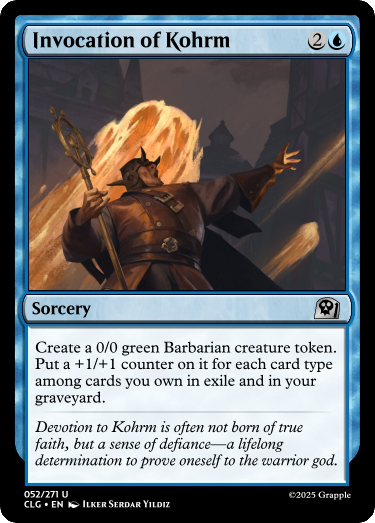 Invocation of Kohrm 2
Sorcery
Create a 0/0 green Barbarian creature token.
Put a +1/+1 counter on it for each card type
among cards you own in exile and in your
graveyard.
Devotion to Kohrm is often not born of true
faith, but a sense of defiance—a lifelong
determination to prove oneself to the warrior god.
052/271 U
CLG • EN Ilker Serdar Yildiz
©2025 Grapple